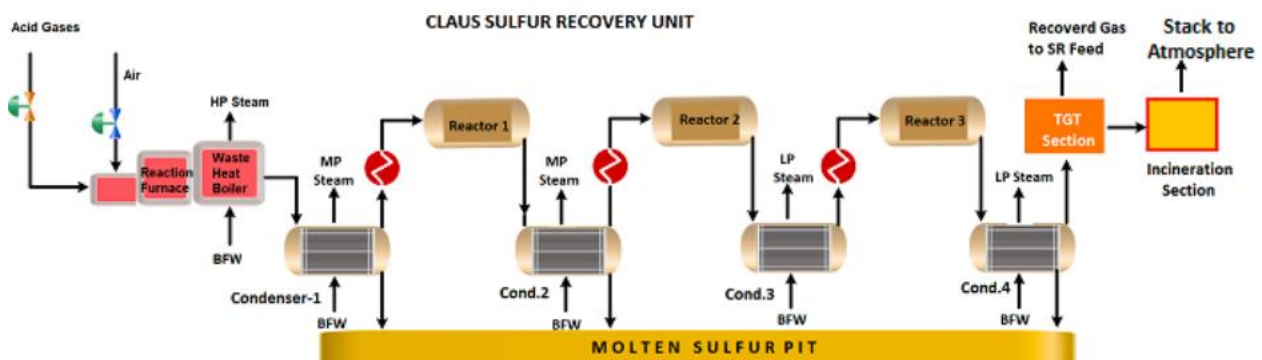 CLAUS SULFUR RECOVERY UNIT
Acid Gases
Air
HP Steam
Reaction
Furnace
Waste
Heat
Boiler
BFW
MP
Steam
Condenser-1
BFW
Reactor 1
MP
Steam
Cond.2
BFW
Reactor 2
LP
Steam
Cond.3
BFW
Reactor 3
LP Steam
Cond.4
BFW
Recoverd Gas
to SR Feed
TGT
Section
Stack to
Atmosphere
Incineration
Section
MOLTEN SULFUR PIT